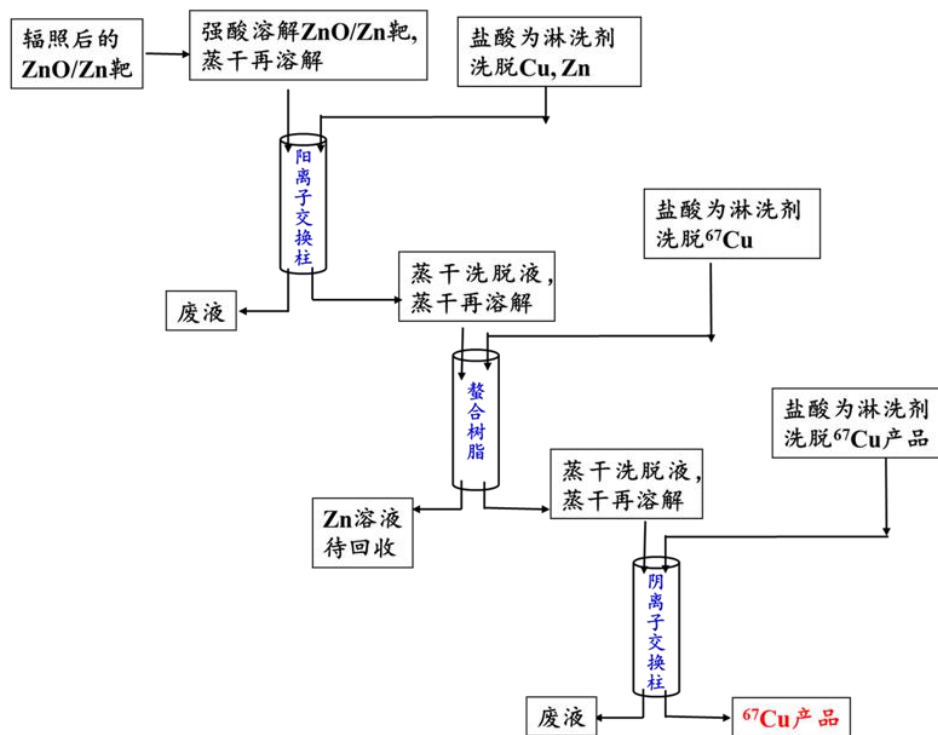 辐照后的
ZnO/Zn靶
强酸溶解ZnO/Zn靶,
蒸干再溶解
盐酸为淋洗剂
洗脱Cu, Zn
阳离子交换柱
盐酸为淋洗剂
洗脱⁶⁷Cu
蒸干洗脱液,
蒸干再溶解
废液
螯合树脂
盐酸为淋洗剂
洗脱⁶⁷Cu产品
蒸干洗脱液,
蒸干再溶解
Zn溶液
待回收
阴离子交换柱
废液
⁶⁷Cu产品